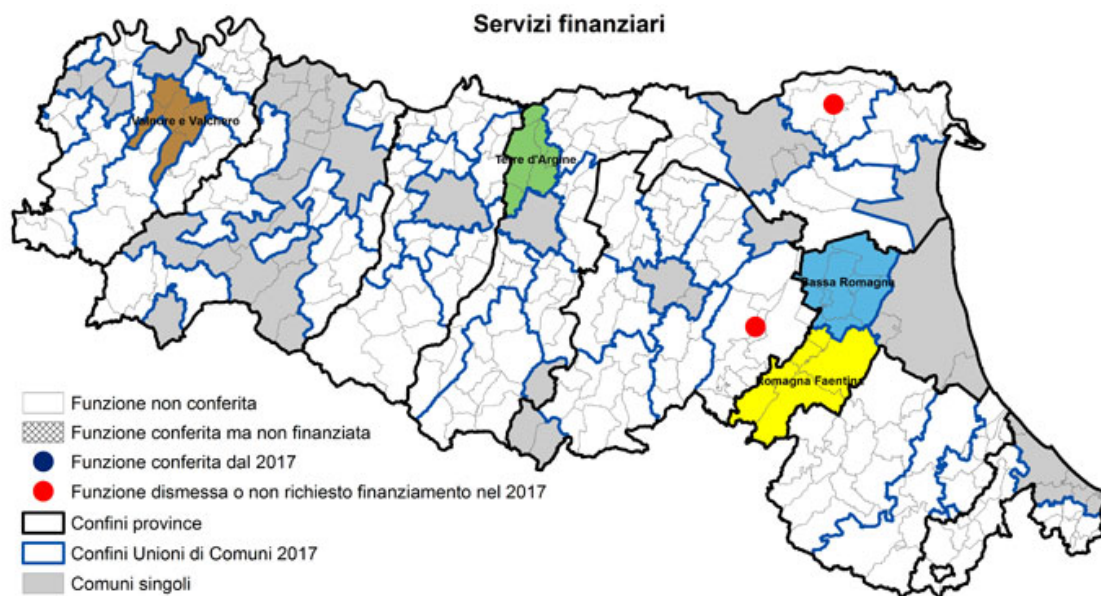 Servizi finanziari
Valnure e Valchero
Terre d'Argine
Bassa Romagna
Romagna Faentina
Funzione non conferita
Funzione conferita ma non finanziata
Funzione conferita dal 2017
Funzione dismessa o non richiesto finanziamento nel 2017
Confini province
Confini Unioni di Comuni 2017
Comuni singoli